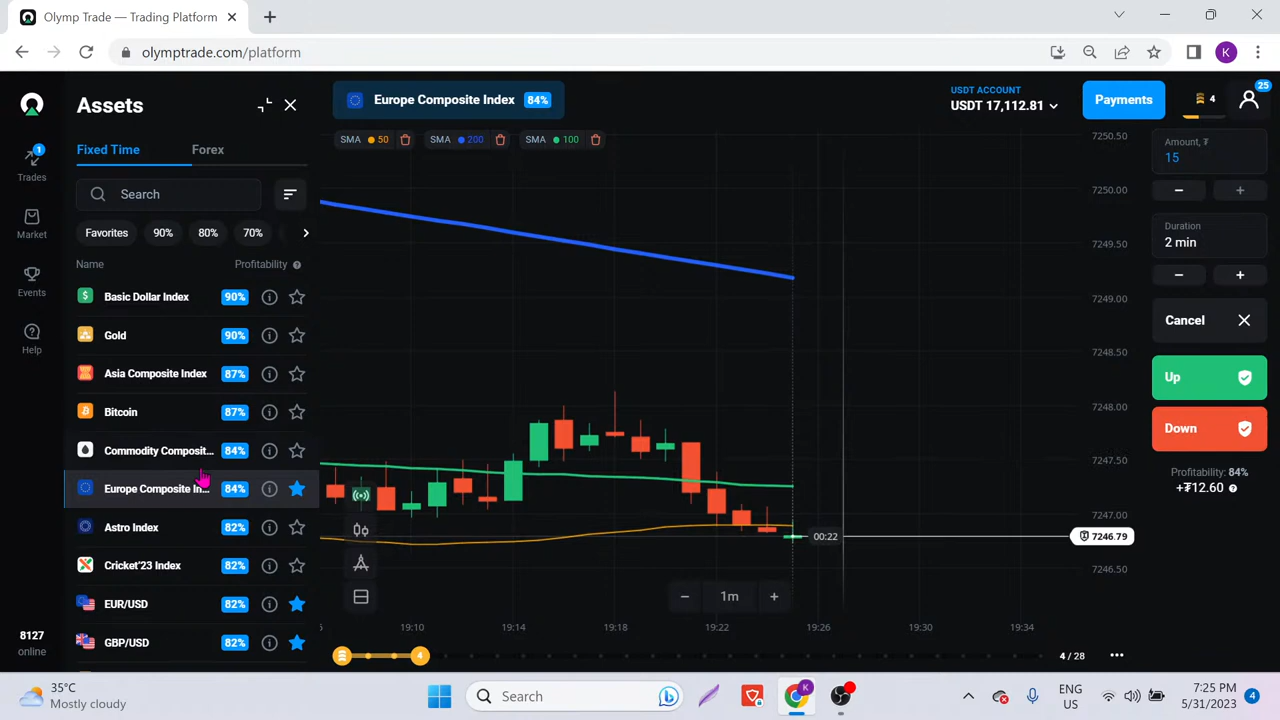 Olymp Trade — Trading Platform
olymptrade.com/platform
K
Assets
Fixed Time
Forex
Search
Favorites
90%
80%
70%
Name
Profitability
Basic Dollar Index
90%
Gold
90%
Asia Composite Index
87%
Bitcoin
87%
Commodity Composit...
84%
Europe Composite In...
84%
Astro Index
82%
Cricket'23 Index
82%
EUR/USD
82%
GBP/USD
82%
1
Trades
Market
Events
Help
8127
online
Europe Composite Index
84%
SMA 50
SMA 200
SMA 100
USDT ACCOUNT
USDT 17,112.81
Payments
4
25
7250.50
7250.00
7249.50
7249.00
7248.50
7248.00
7247.50
7247.00
7246.79
7246.50
00:22
1m
19:10
19:14
19:18
19:22
19:26
19:30
19:34
4
4 / 28
Amount, ₮
15
Duration
2 min
Cancel
Up
Down
Profitability: 84%
+₮12.60
35°C
Mostly cloudy
Search
K
ENG
US
7:25 PM
5/31/2023
4